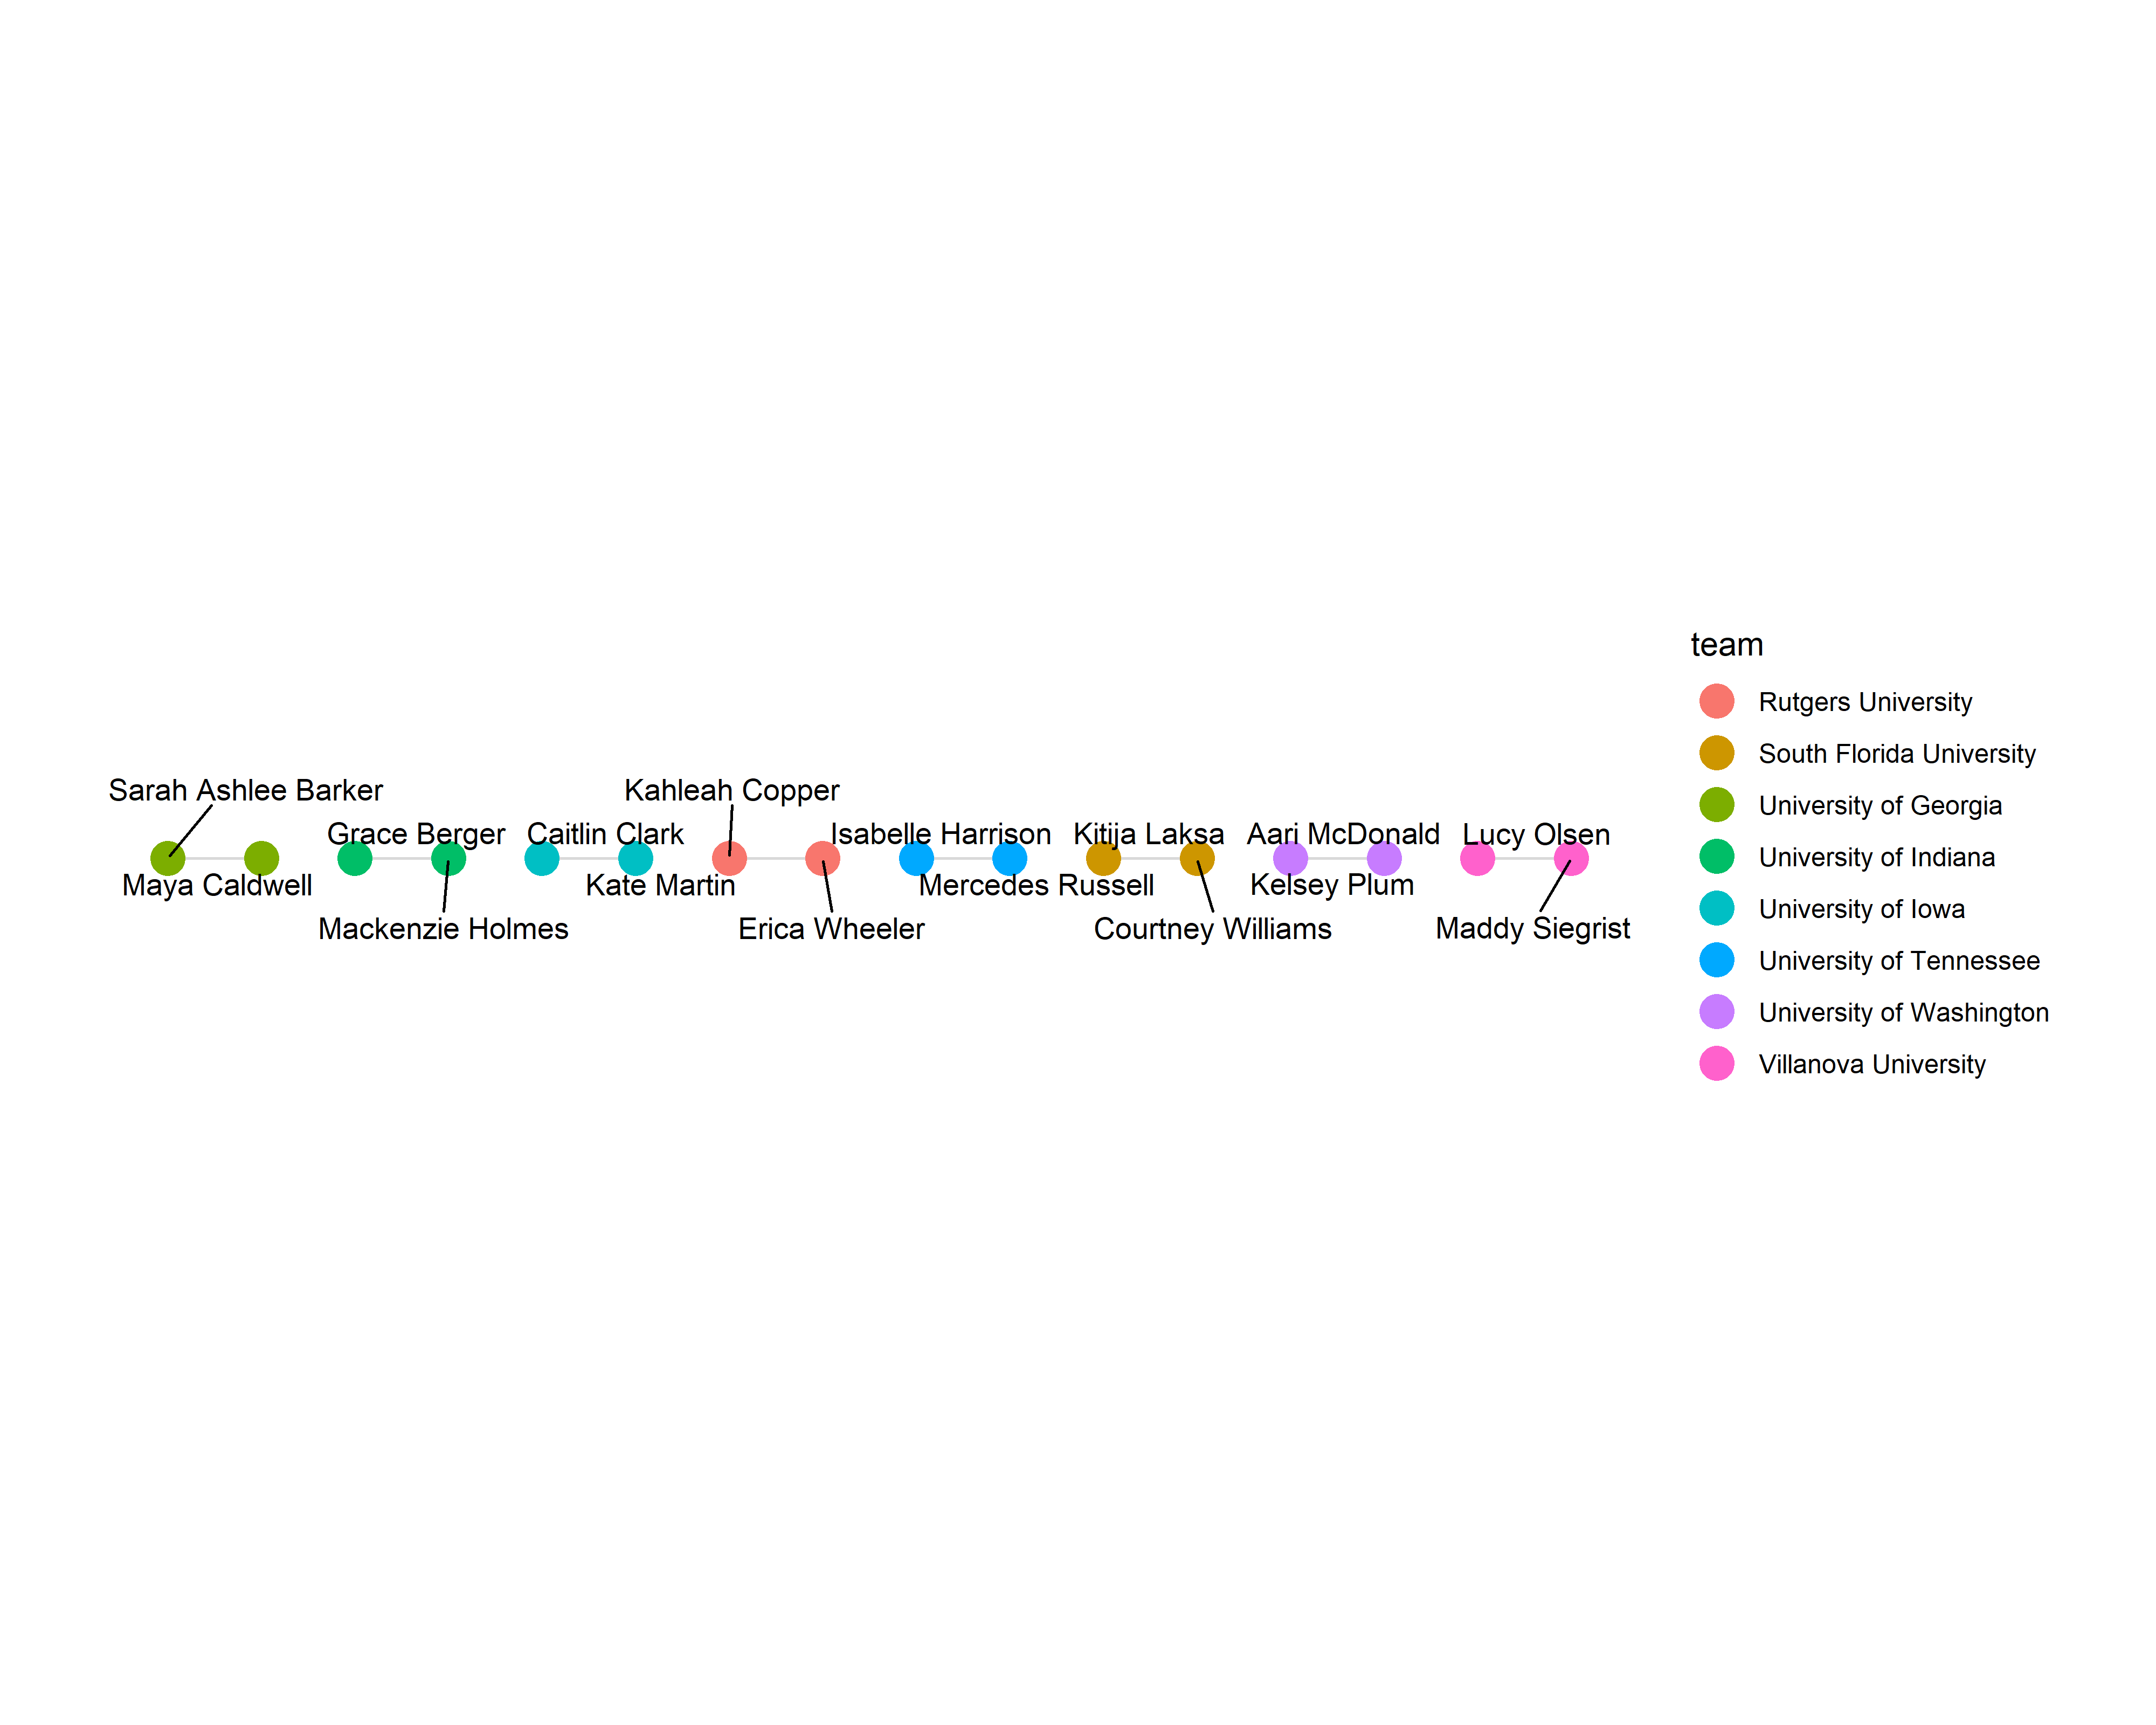 Sarah Ashlee Barker
Kahleah Copper
Grace Berger
Caitlin Clark
Isabelle Harrison
Kitija Laksa
Aari McDonald
Lucy Olsen
Maya Caldwell
Kate Martin
Mercedes Russell
Kelsey Plum
Mackenzie Holmes
Erica Wheeler
Courtney Williams
Maddy Siegrist
team
Rutgers University
South Florida University
University of Georgia
University of Indiana
University of Iowa
University of Tennessee
University of Washington
Villanova University